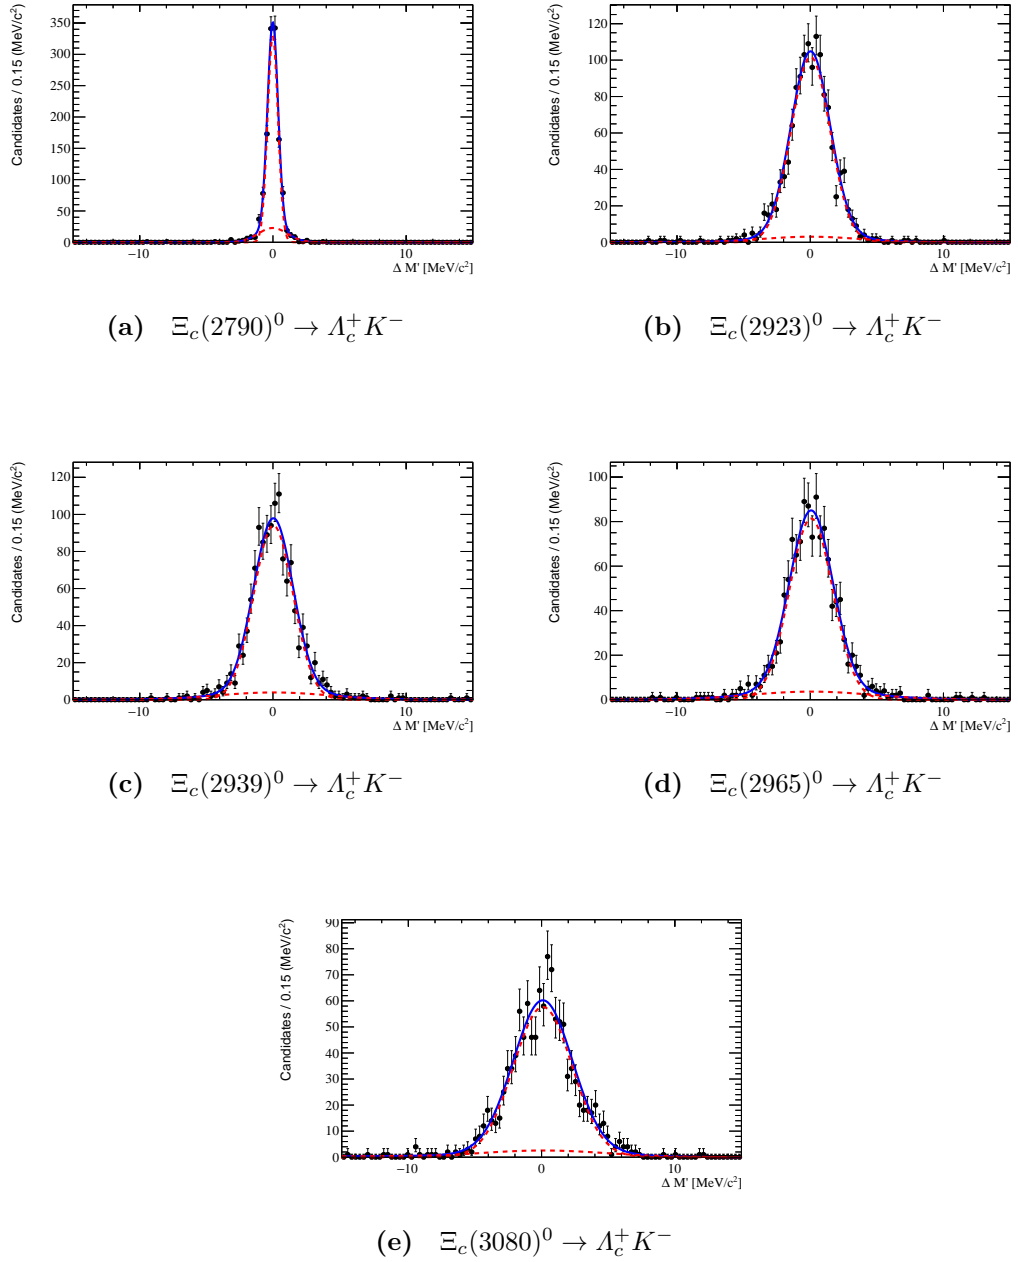 Candidates / 0.15 (MeV/c²)
350
300
250
200
150
100
50
0
−10 0 10
Δ M' [MeV/c²]
(a) Ξc(2790)⁰ → Λc⁺K⁻
Candidates / 0.15 (MeV/c²)
120
100
80
60
40
20
0
−10 0 10
Δ M' [MeV/c²]
(b) Ξc(2923)⁰ → Λc⁺K⁻
Candidates / 0.15 (MeV/c²)
120
100
80
60
40
20
0
−10 0 10
Δ M' [MeV/c²]
(c) Ξc(2939)⁰ → Λc⁺K⁻
Candidates / 0.15 (MeV/c²)
100
80
60
40
20
0
−10 0 10
Δ M' [MeV/c²]
(d) Ξc(2965)⁰ → Λc⁺K⁻
Candidates / 0.15 (MeV/c²)
90
80
70
60
50
40
30
20
10
0
−10 0 10
Δ M' [MeV/c²]
(e) Ξc(3080)⁰ → Λc⁺K⁻